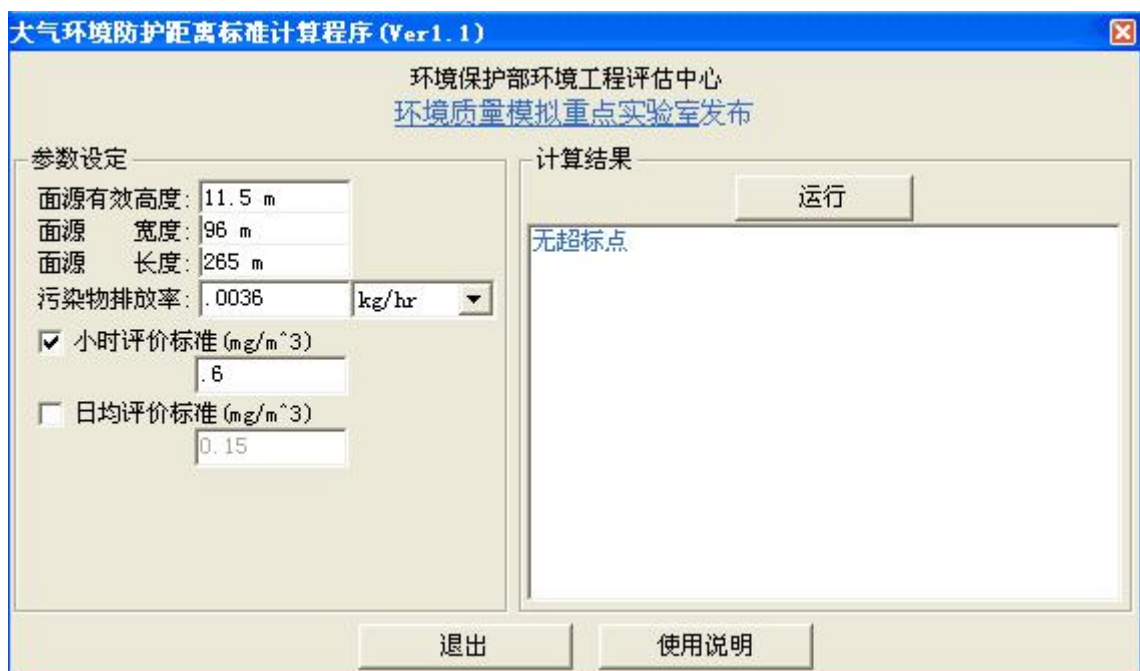 大气环境防护距离标准计算程序(Ver1.1)
环境保护部环境工程评估中心
环境质量模拟重点实验室发布
参数设定
面源有效高度: 11.5 m
面源 宽度: 96 m
面源 长度: 265 m
污染物排放率: .0036 kg/hr
小时评价标准(mg/m^3)
.6
日均评价标准(mg/m^3)
0.15
计算结果
运行
无超标点
退出 使用说明